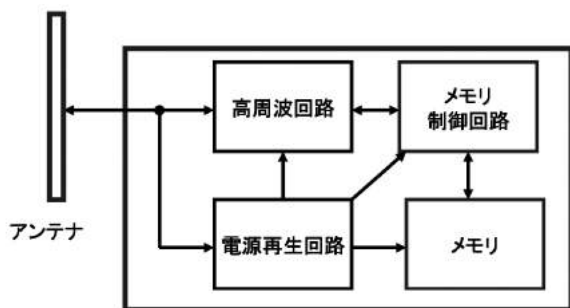 高周波回路
メモリ
制御回路
アンテナ
電源再生回路
メモリ